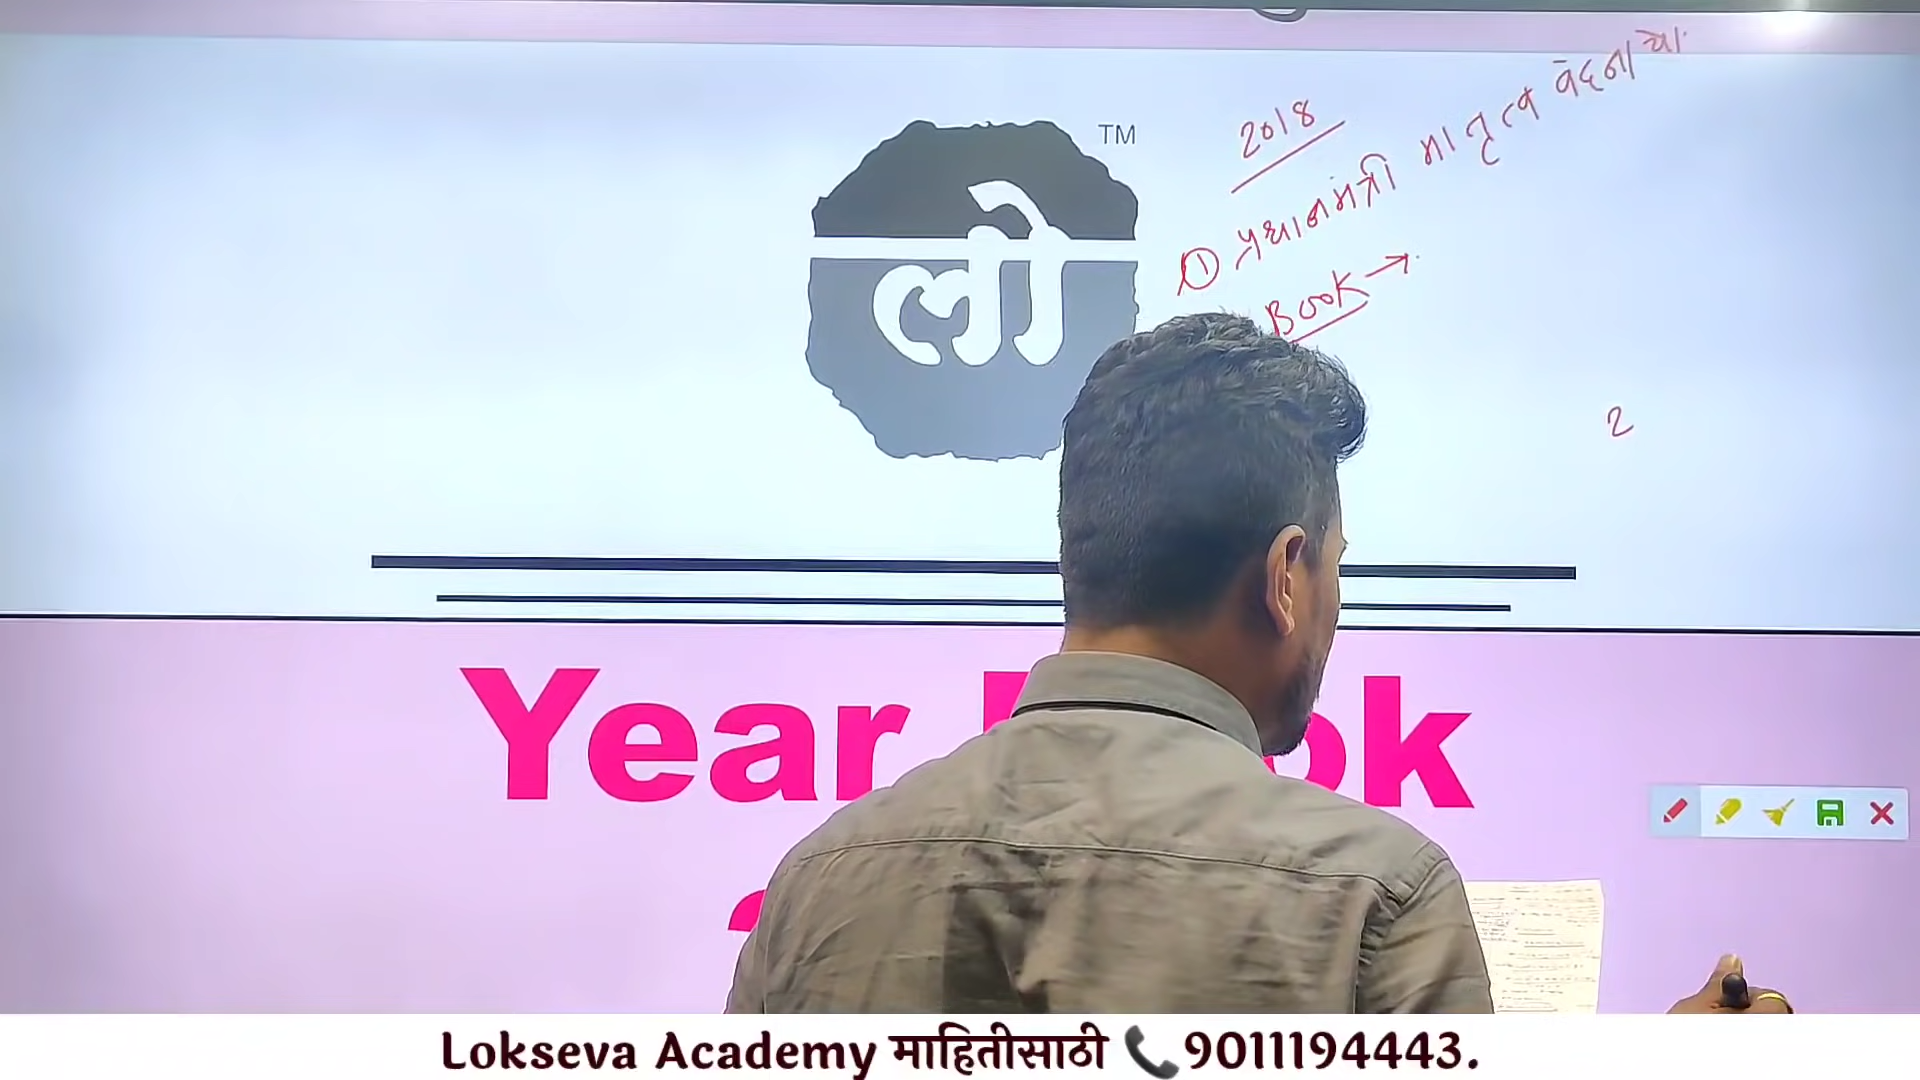 TM
लो
2018
① प्रधानमंत्री मातृत्व वंदना यो.
Book →
2
Year ok
Lokseva Academy माहितीसाठी 📞9011194443.